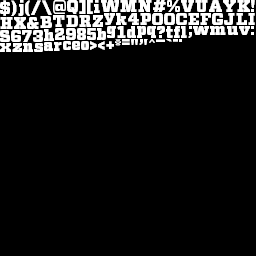 $)j(/\@Q][iWMN#%VUAYK!
HX&BTDRZyk4POOCEFGJLI
S673h2985b91dpq?tfl;wmuv:
xznsarceo><+*="^~-